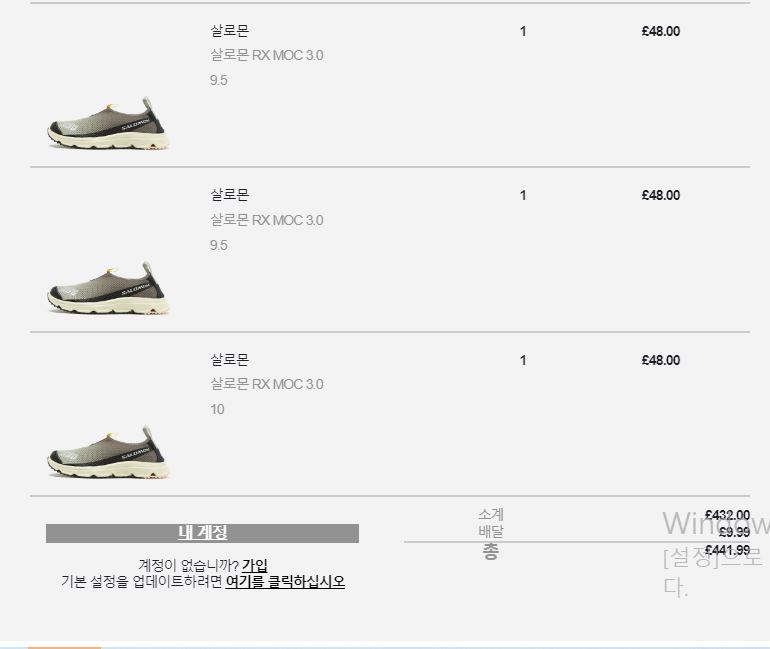 살로몬 1 £48.00
살로몬 RX MOC 3.0
9.5
SALOMON
살로몬 1 £48.00
살로몬 RX MOC 3.0
9.5
SALOMON
살로몬 1 £48.00
살로몬 RX MOC 3.0
10
SALOMON
소계 £432.00
내 계정
배달 £9.99
총 £441.99
Window
[설정]으로
다.
계정이 없습니까? 가입
기본 설정을 업데이트하려면 여기를 클릭하십시오